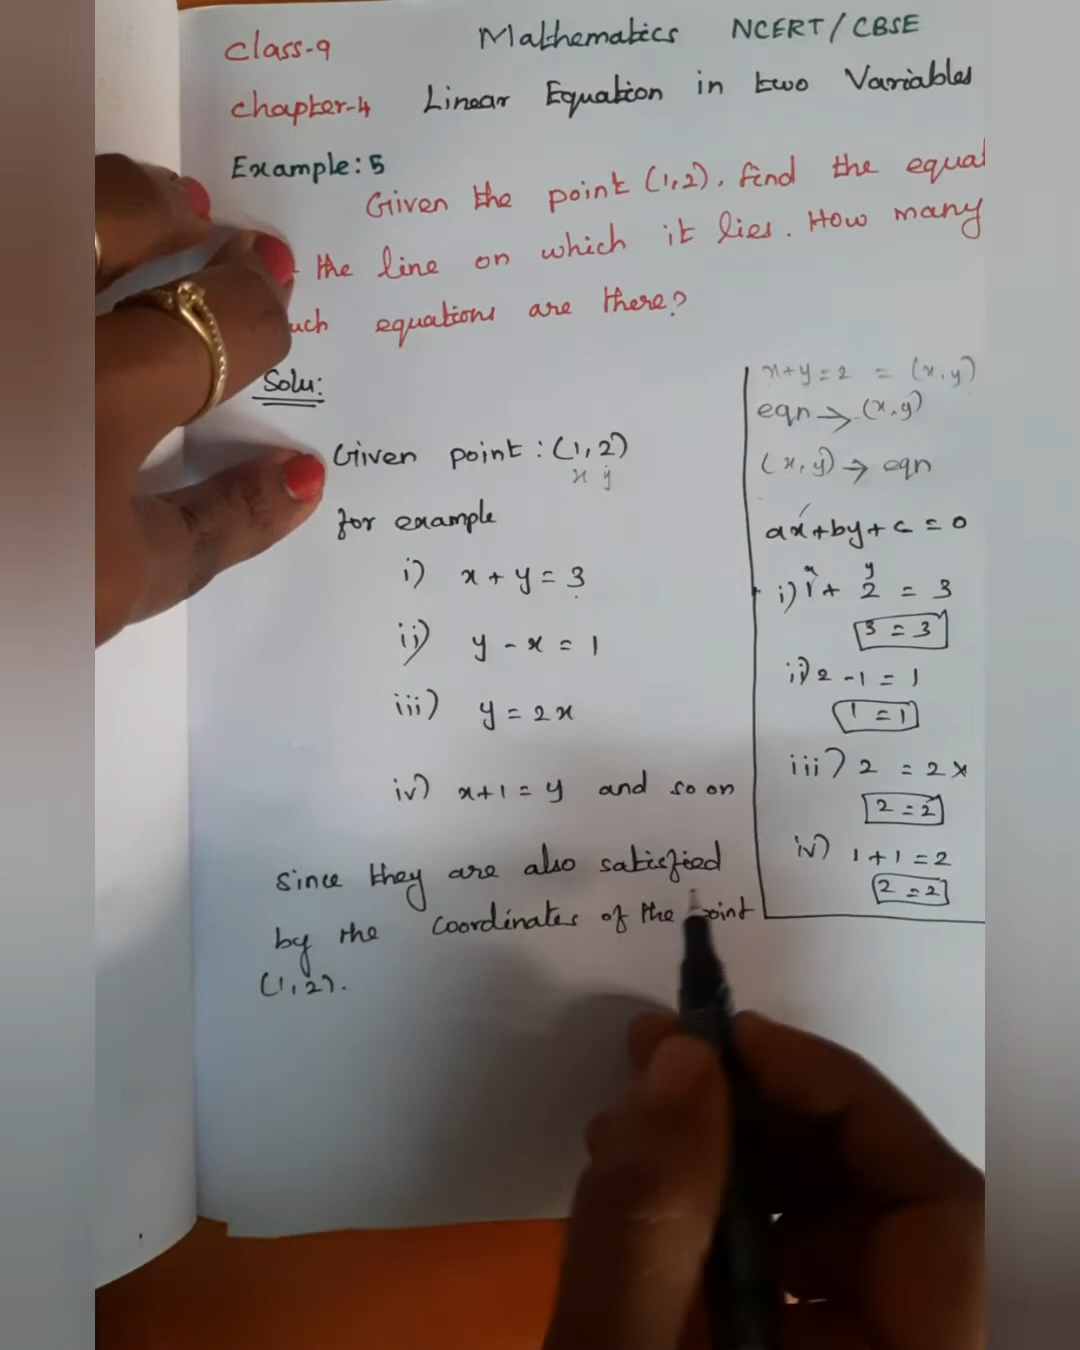 Class-9 Mathematics NCERT/CBSE
Chapter-4 Linear Equation in two Variables
Example: 5
Given the point (1,2), find the equat
the line on which it lies. How many
uch equations are there?
Solu:
Given point : (1,2)
x y
for example
i) x + y = 3
ii) y - x = 1
iii) y = 2x
iv) x+1 = y and so on
since they are also satisfied
by the coordinates of the point
(1,2).
x+y=2 = (x,y)
eqn → (x,y)
(x,y) → eqn
ax+by+c=0
x y
i) 1 + 2 = 3
3 = 3
ii) 2 - 1 = 1
1 = 1
iii) 2 = 2x
2 = 2
iv) 1+1=2
2 = 2